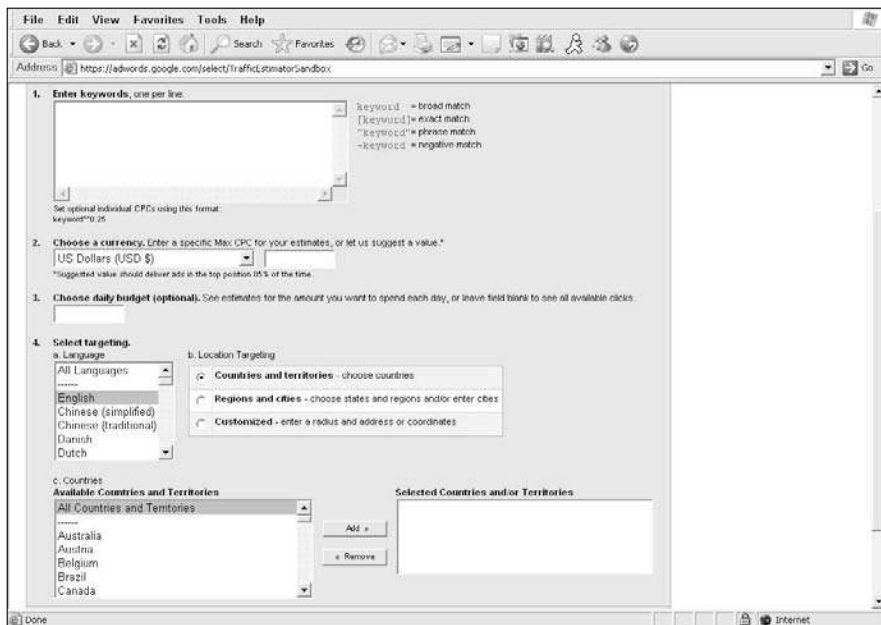 File Edit View Favorites Tools Help
Back Search Favorites
Address https://adwords.google.com/select/TrafficEstimatorSandbox Go
1. Enter keywords, one per line:
keyword = broad match
[keyword] = exact match
"keyword" = phrase match
-keyword = negative match
Set optional individual CPCs using this format:
keyword**0.25
2. Choose a currency. Enter a specific Max CPC for your estimates, or let us suggest a value.*
US Dollars (USD $)
*Suggested value should deliver ads in the top position 85% of the time.
3. Choose daily budget (optional). See estimates for the amount you want to spend each day, or leave field blank to see all available clicks.
4. Select targeting.
a. Language
b. Location Targeting
All Languages
------
English
Chinese (simplified)
Chinese (traditional)
Danish
Dutch
Countries and territories - choose countries
Regions and cities - choose states and regions and/or enter cities
Customized - enter a radius and address or coordinates
c. Countries
Available Countries and Territories
Selected Countries and/or Territories
All Countries and Territories
------
Australia
Austria
Belgium
Brazil
Canada
Add »
« Remove
Done Internet